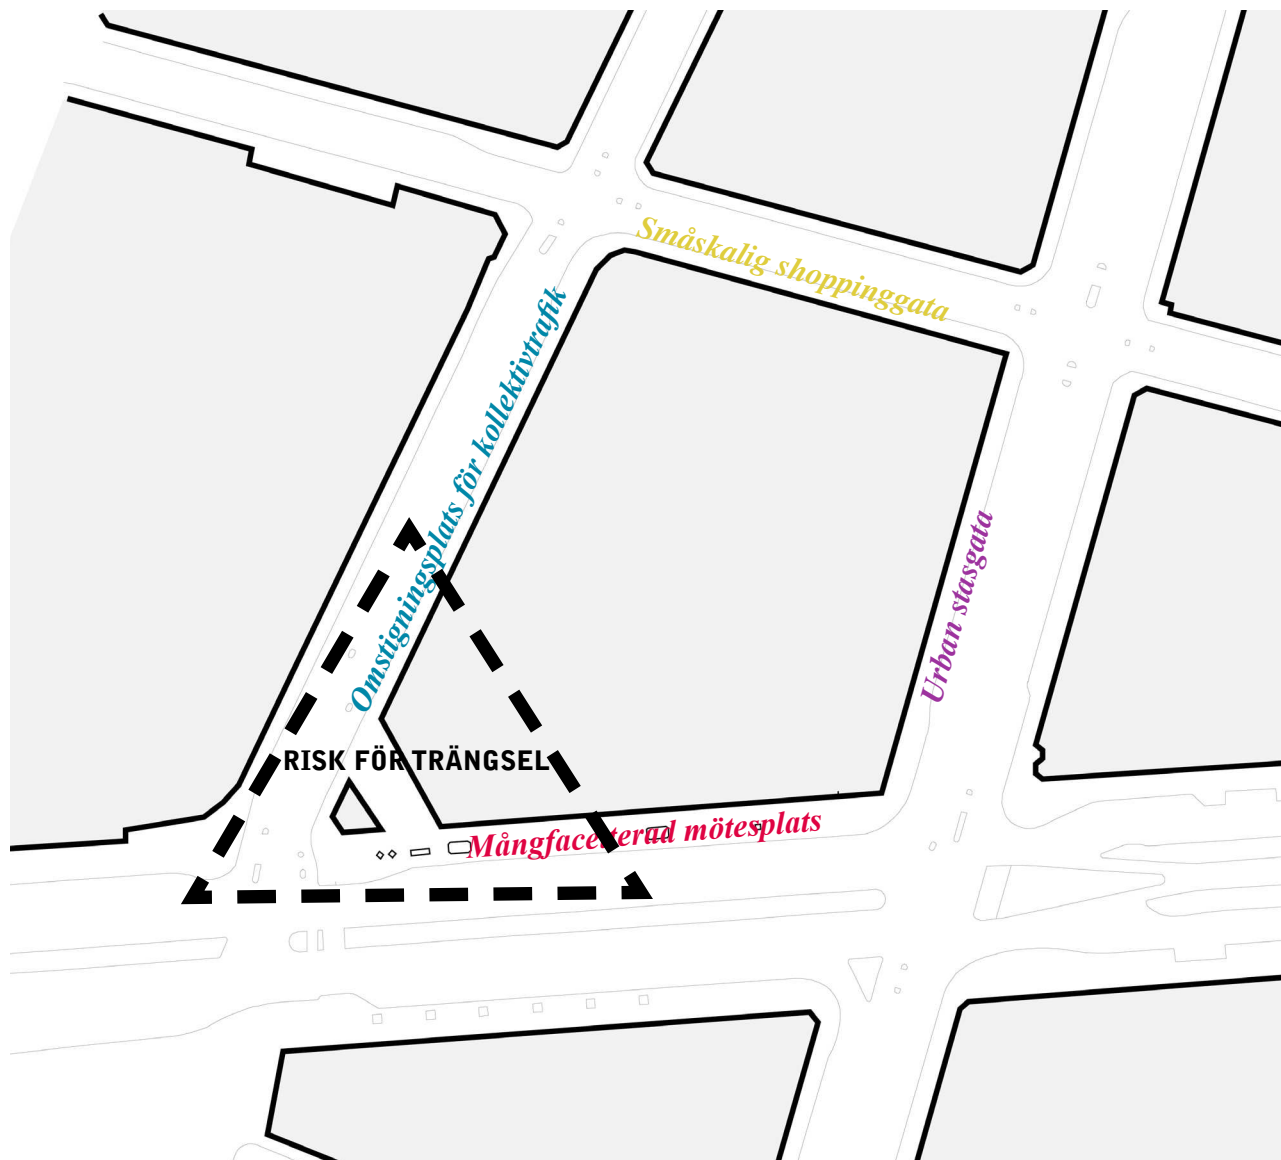 Småskalig shoppinggata
Omstigningsplats för kollektivtrafik
Urban stasgata
RISK FÖR TRÄNGSEL
Mångfacetterad mötesplats